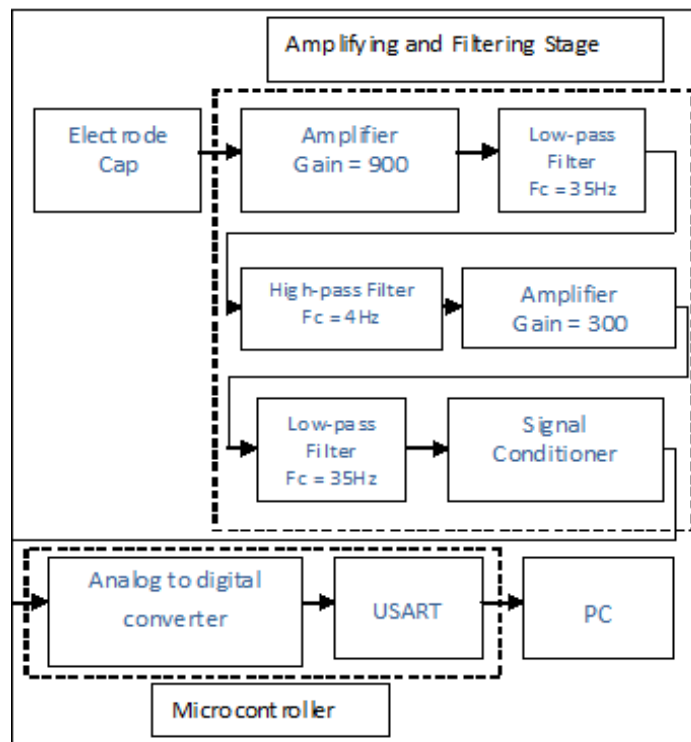 Amplifying and Filtering Stage
Electrode
Cap
Amplifier
Gain = 900
Low-pass
Filter
Fc = 35Hz
High-pass Filter
Fc = 4Hz
Amplifier
Gain = 300
Low-pass
Filter
Fc = 35Hz
Signal
Conditioner
Analog to digital
converter
USART
PC
Microcontroller